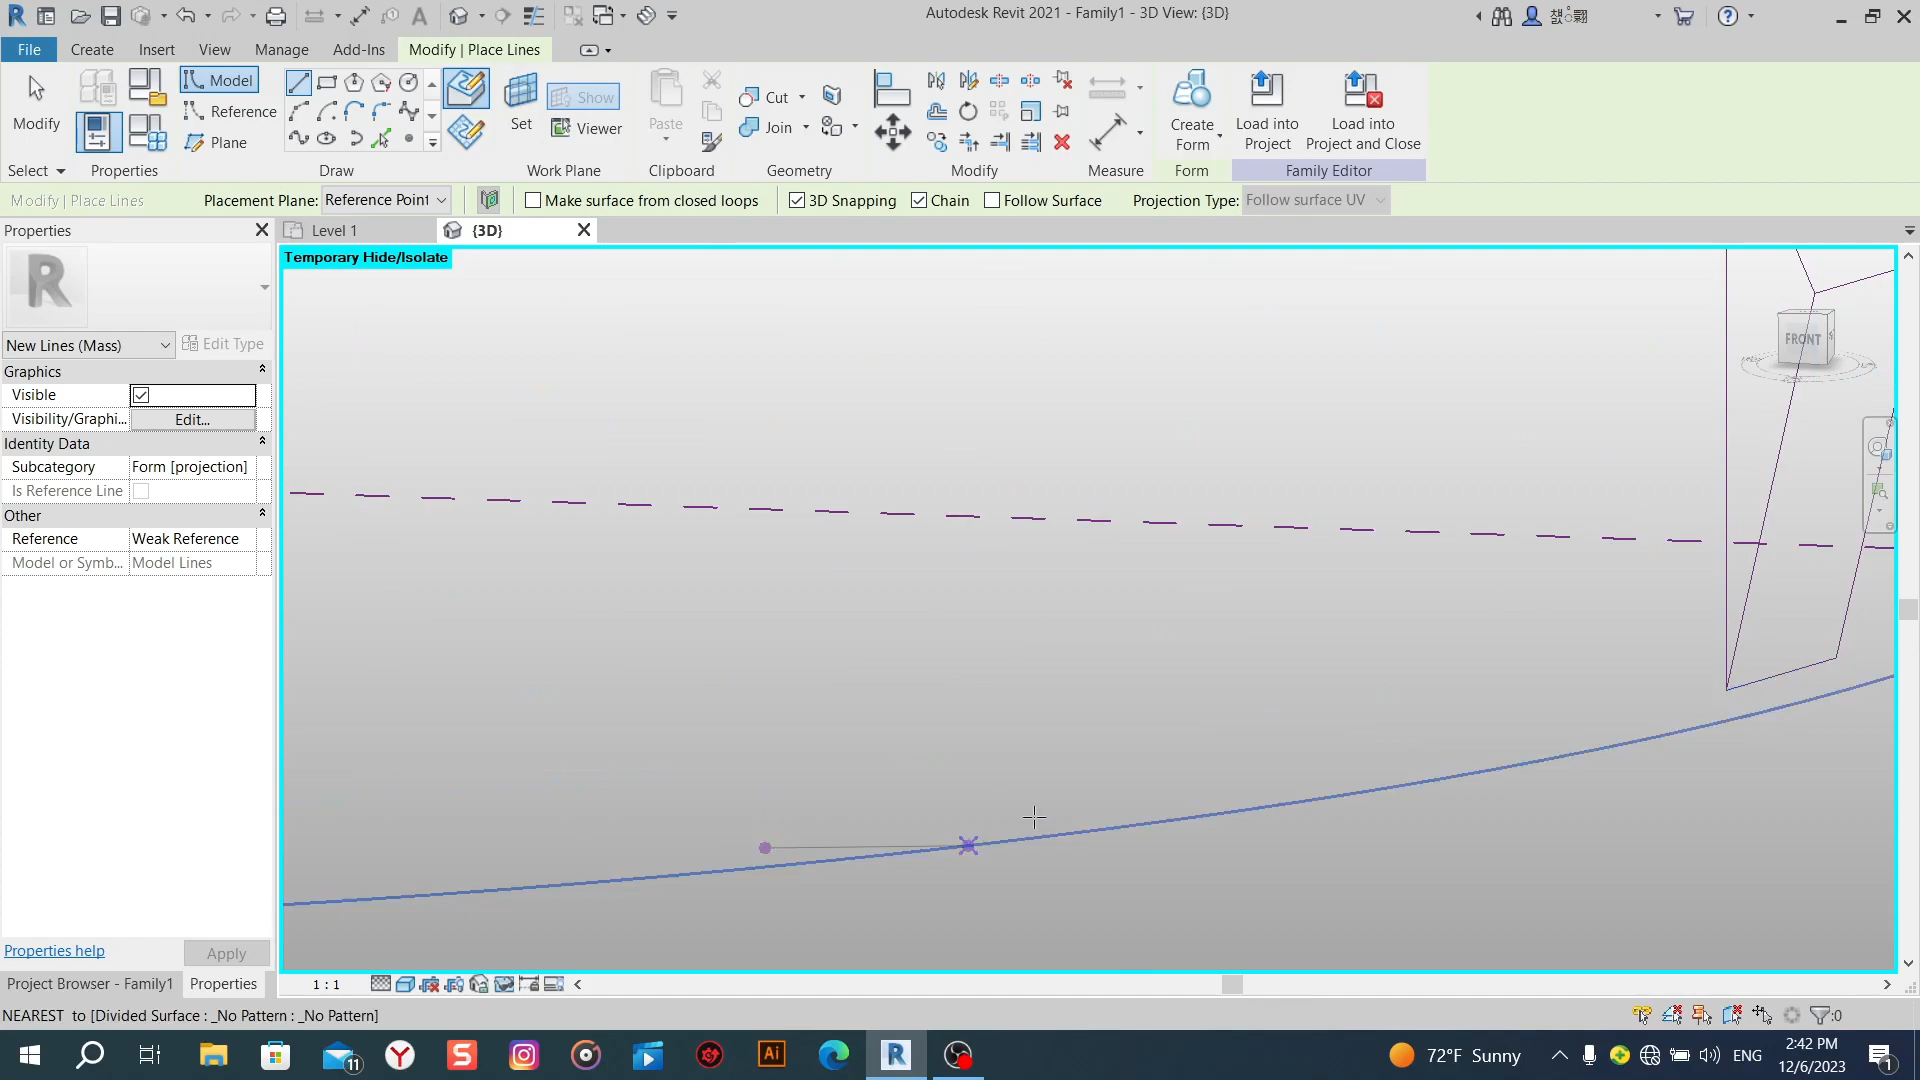 Autodesk Revit 2021 - Family1 - 3D View: {3D}
File
Create
Insert
View
Manage
Add-Ins
Modify | Place Lines
Modify
Model
Reference
Plane
Set
Show
Viewer
Paste
Cut
Join
Create
Form
Load into
Project
Load into
Project and Close
Select
Properties
Draw
Work Plane
Clipboard
Geometry
Modify
Measure
Form
Family Editor
Modify | Place Lines
Placement Plane:
Reference Point
Make surface from closed loops
3D Snapping
Chain
Follow Surface
Projection Type:
Follow surface UV
Properties
Level 1
{3D}
Temporary Hide/Isolate
FRONT
New Lines (Mass)
Edit Type
Graphics
Visible
Visibility/Graphi...
Edit...
Identity Data
Subcategory
Form [projection]
Is Reference Line
Other
Reference
Weak Reference
Model or Symb...
Model Lines
Properties help
Apply
Project Browser - Family1
Properties
1 : 1
NEAREST to [Divided Surface : _No Pattern : _No Pattern]
:0
11
Ai
72°F Sunny
ENG
2:42 PM
12/6/2023
1